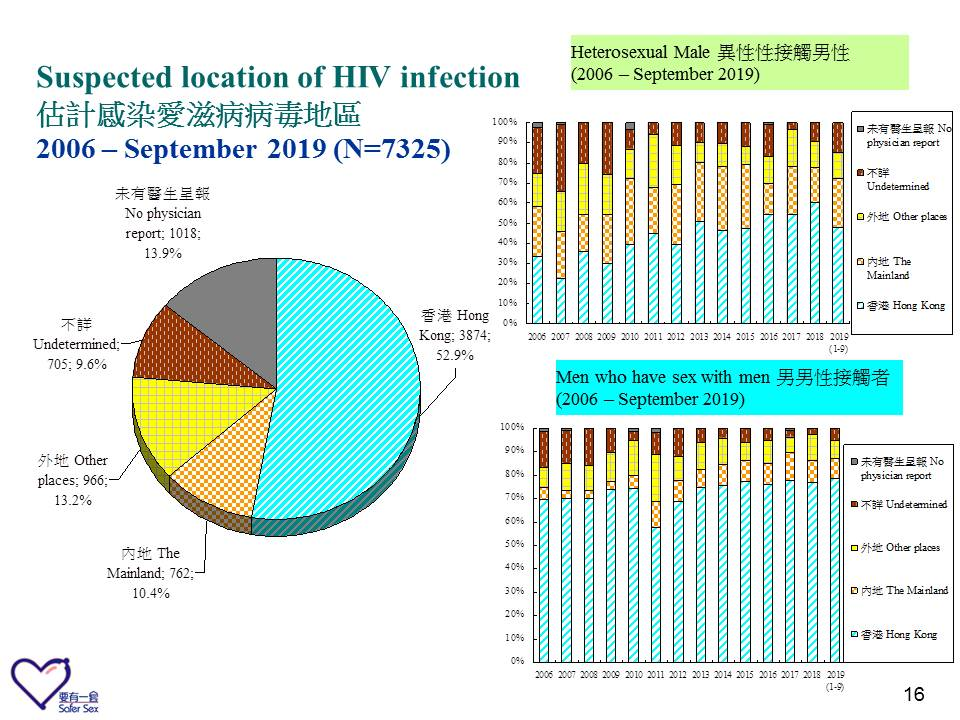 Suspected location of HIV infection
估計感染愛滋病病毒地區
2006 – September 2019 (N=7325)
未有醫生呈報
No physician
report; 1018;
13.9%
不詳
Undetermined;
705; 9.6%
外地 Other
places; 966;
13.2%
內地 The
Mainland; 762;
10.4%
香港 Hong
Kong; 3874;
52.9%
Heterosexual Male 異性性接觸男性
(2006 – September 2019)
100%
90%
80%
70%
60%
50%
40%
30%
20%
10%
0%
2006 2007 2008 2009 2010 2011 2012 2013 2014 2015 2016 2017 2018 2019
(1-9)
未有醫生呈報 No
physician report
不詳
Undetermined
外地 Other places
內地 The
Mainland
香港 Hong Kong
Men who have sex with men 男男性接觸者
(2006 – September 2019)
100%
90%
80%
70%
60%
50%
40%
30%
20%
10%
0%
2006 2007 2008 2009 2010 2011 2012 2013 2014 2015 2016 2017 2018 2019
(1-9)
未有醫生呈報 No
physician report
不詳 Undetermined
外地 Other places
內地 The Mainland
香港 Hong Kong
要有一套
Safer Sex
16